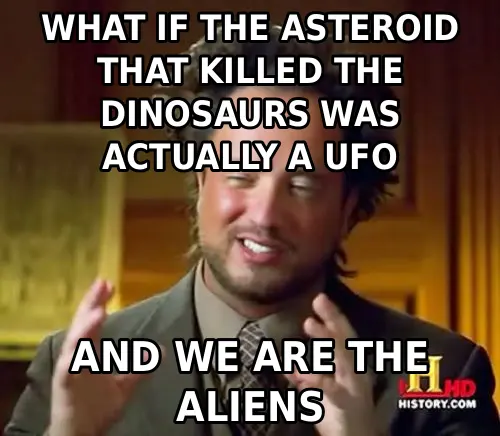 WHAT IF THE ASTEROID
THAT KILLED THE
DINOSAURS WAS
ACTUALLY A UFO
AND WE ARE THE
ALIENS
H HD
HISTORY.COM